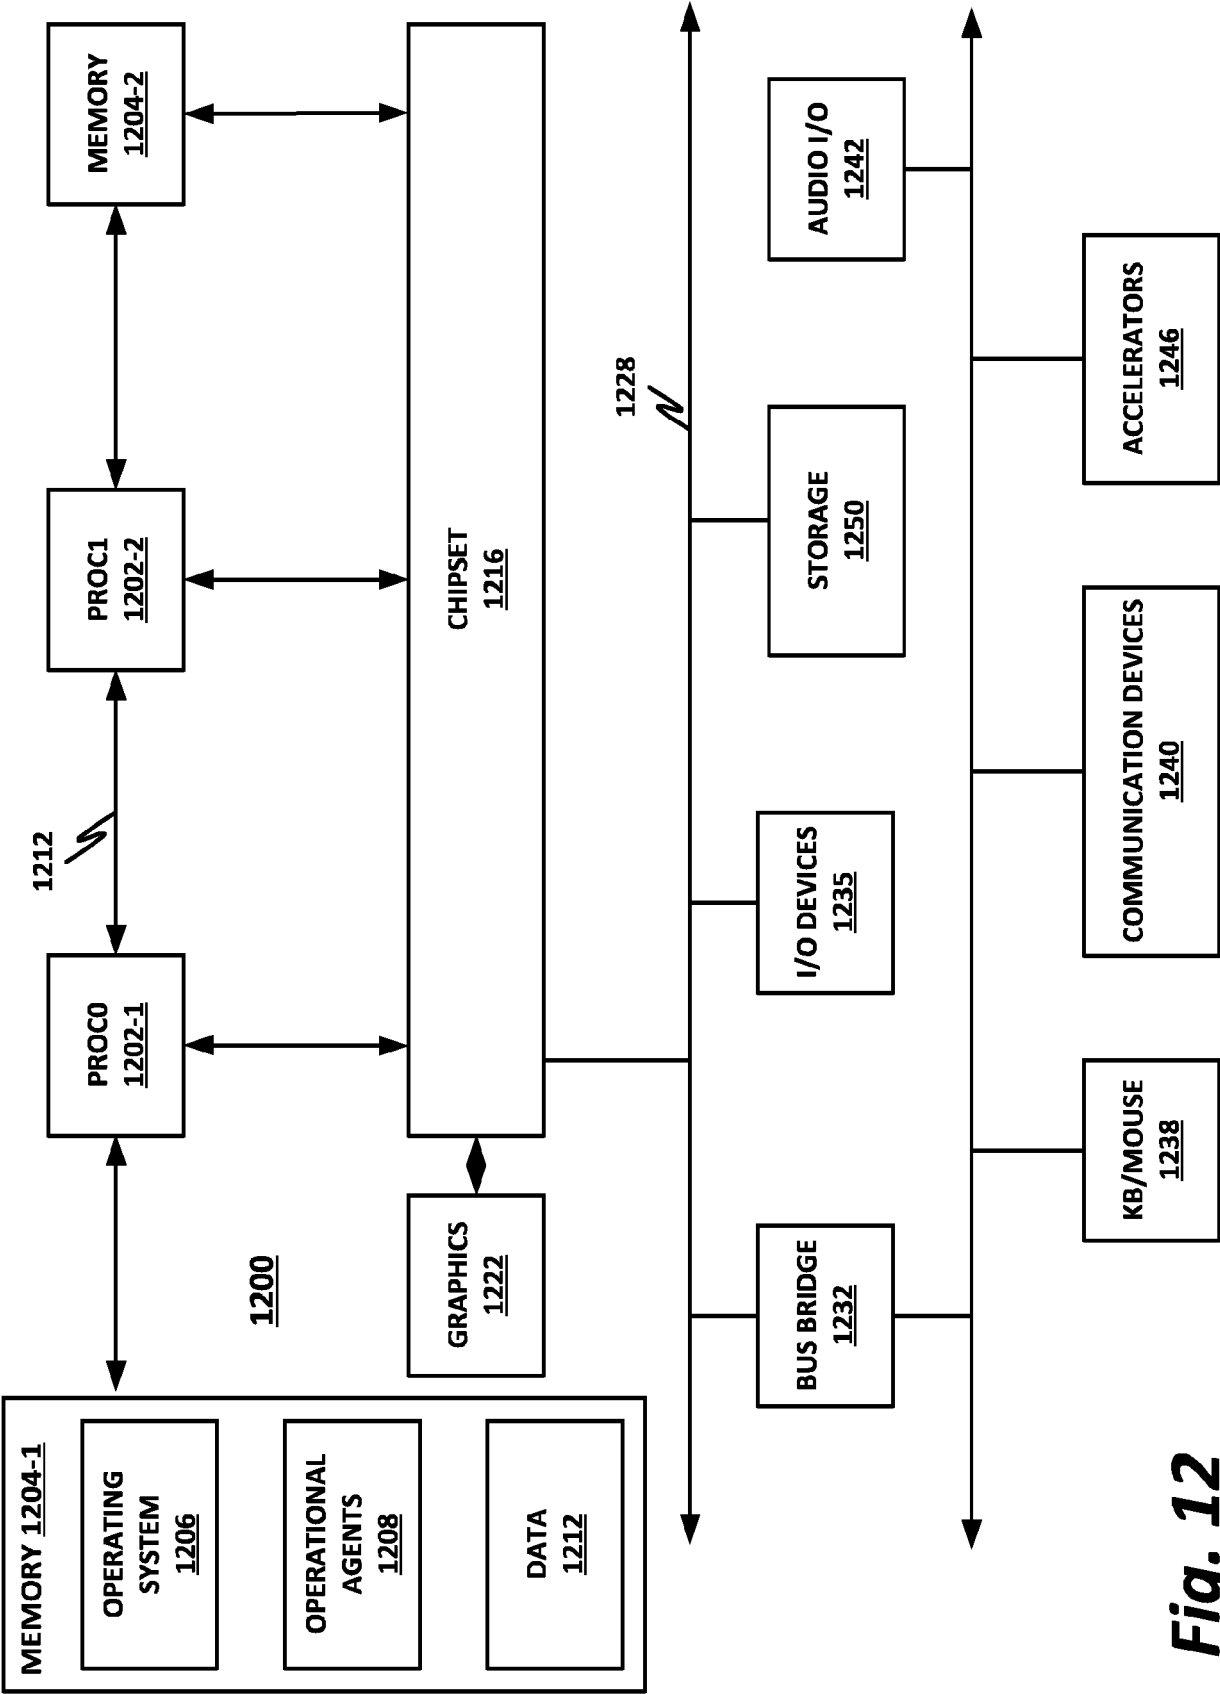 MEMORY 1204-1
OPERATING
SYSTEM
1206
OPERATIONAL
AGENTS
1208
DATA
1212
PROC0
1202-1
1212
PROC1
1202-2
MEMORY
1204-2
1200
GRAPHICS
1222
CHIPSET
1216
1228
BUS BRIDGE
1232
I/O DEVICES
1235
STORAGE
1250
AUDIO I/O
1242
KB/MOUSE
1238
COMMUNICATION DEVICES
1240
ACCELERATORS
1246
Fig. 12